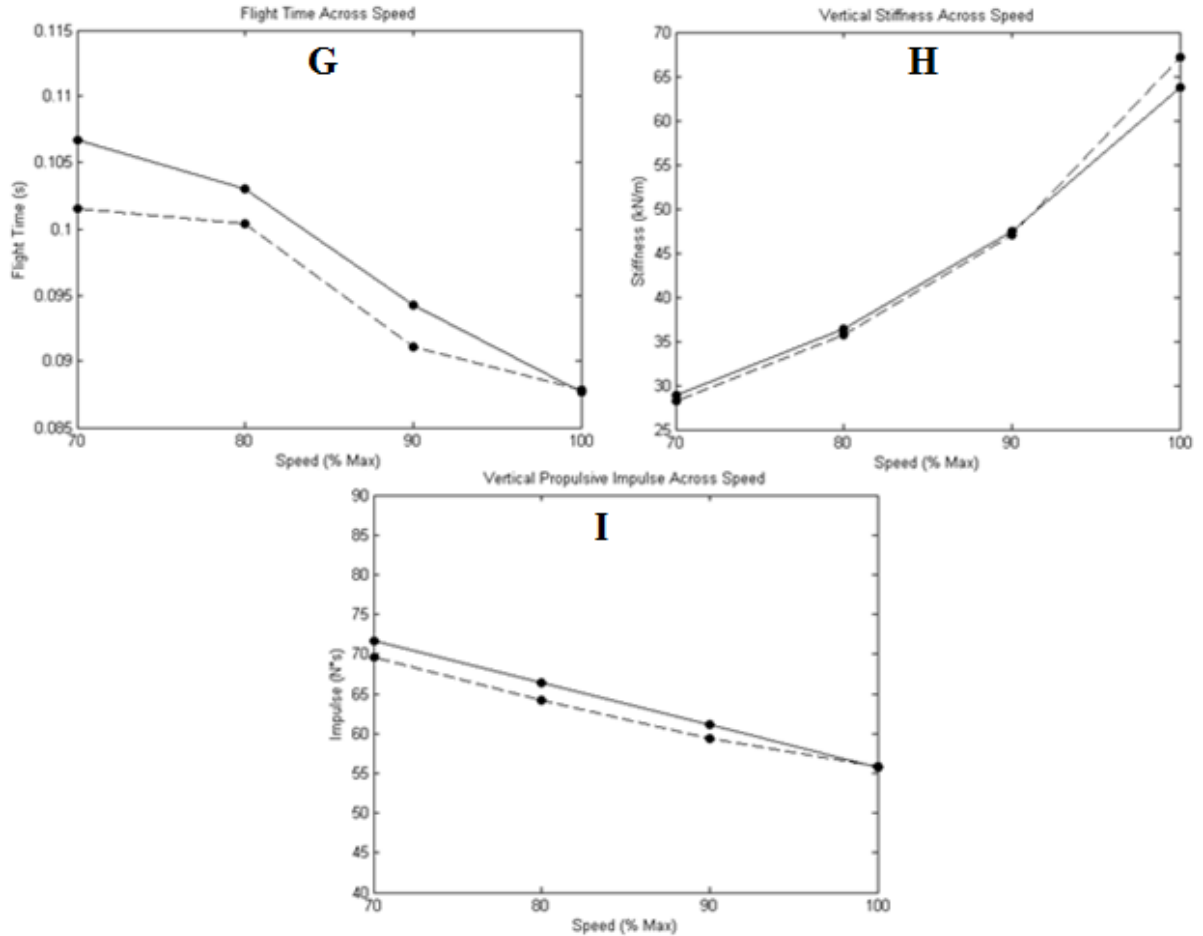 Flight Time Across Speed
G
0.115
0.11
0.105
0.1
0.095
0.09
0.085
Flight Time (s)
70 80 90 100
Speed (% Max)
Vertical Stiffness Across Speed
H
70
65
60
55
50
45
40
35
30
25
Stiffness (kN/m)
70 80 90 100
Speed (% Max)
Vertical Propulsive Impulse Across Speed
I
90
85
80
75
70
65
60
55
50
45
40
Impulse (N*s)
70 80 90 100
Speed (% Max)